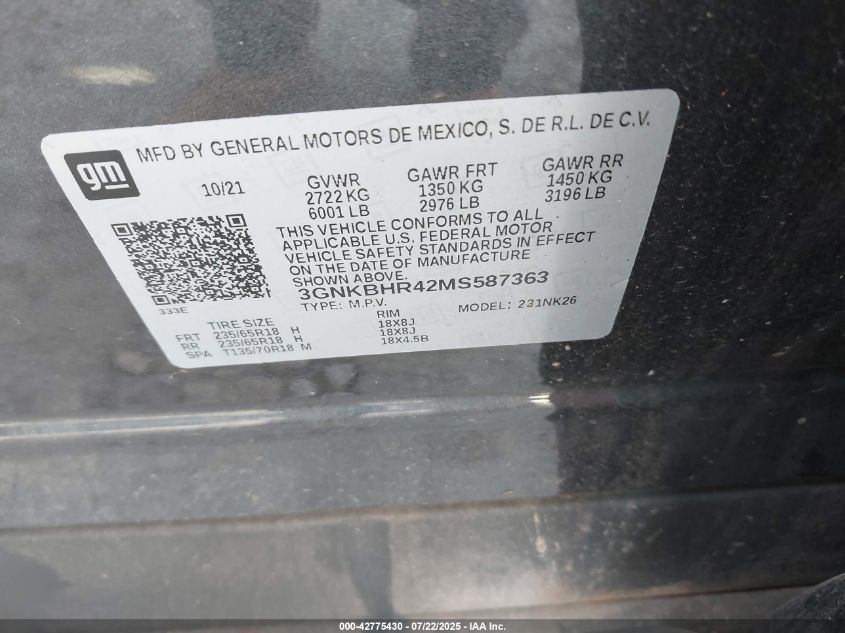 gm
MFD BY GENERAL MOTORS DE MEXICO, S. DE R.L. DE C.V.
10/21 GVWR GAWR FRT GAWR RR
2722 KG 1350 KG 1450 KG
6001 LB 2976 LB 3196 LB
THIS VEHICLE CONFORMS TO ALL
APPLICABLE U.S. FEDERAL MOTOR
VEHICLE SAFETY STANDARDS IN EFFECT
ON THE DATE OF MANUFACTURE
SHOWN ABOVE.
3GNKBHR42MS587363
333E TYPE: M.P.V. MODEL: 231NK26
TIRE SIZE RIM
FRT 235/65R18 H 18X8J
RR 235/65R18 H 18X8J
SPA T135/70R18 M 18X4.5B
000-42775430 - 07/22/2025 - IAA Inc.